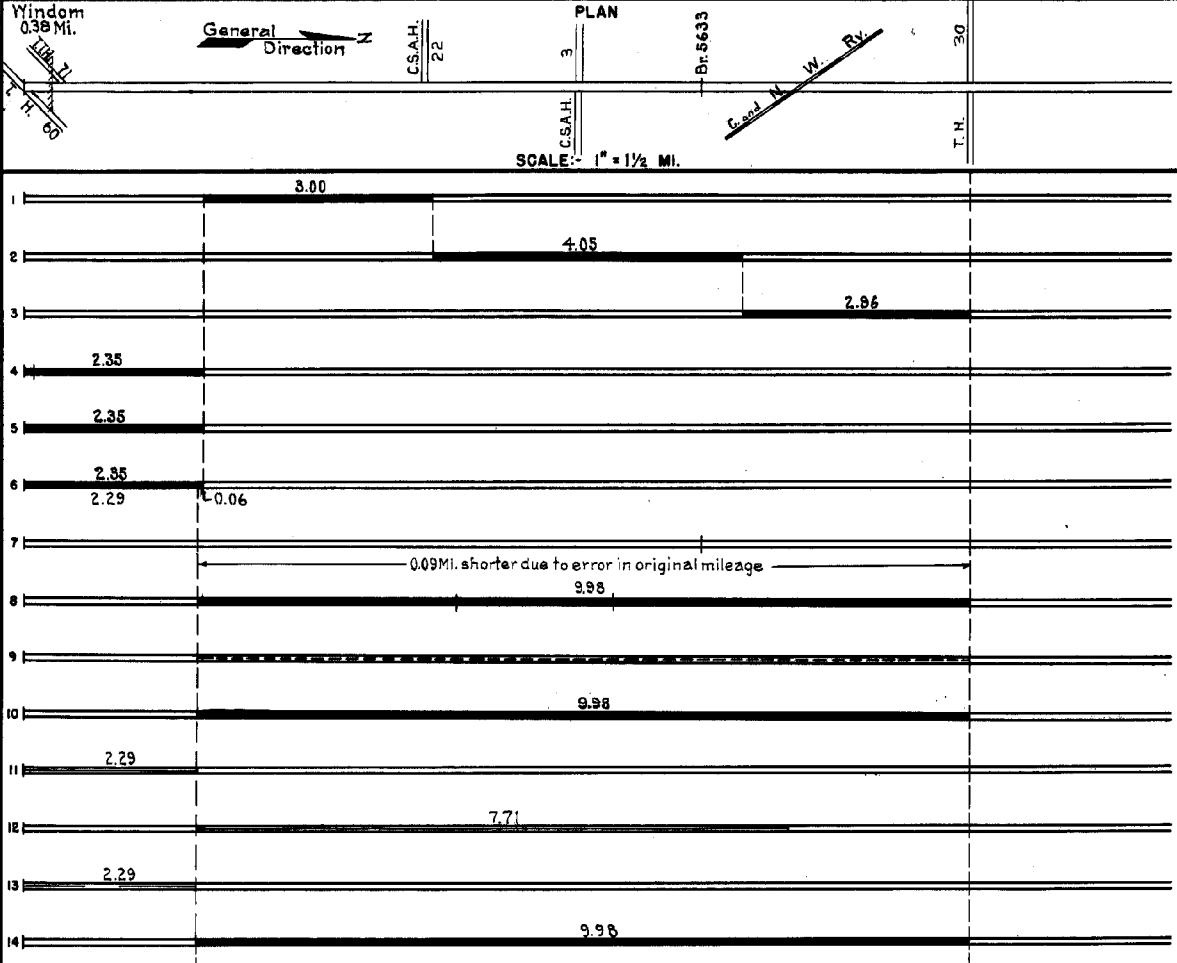 Windom
0.38 Mi.
PLAN
General
Direction
N
C.S.A.H.
22
3
C.S.A.H.
Br. 5633
C. and N. W. Ry.
30
T. H.
T.H.
71
T. H. 60
SCALE:- 1" = 1½ MI.
1
3.00
2
4.05
3
2.96
4
2.35
5
2.35
6
2.35
2.29
0.06
7
0.09Mi. shorter due to error in original mileage
8
9.98
9
10
9.98
11
2.29
12
7.71
13
2.29
14
9.98